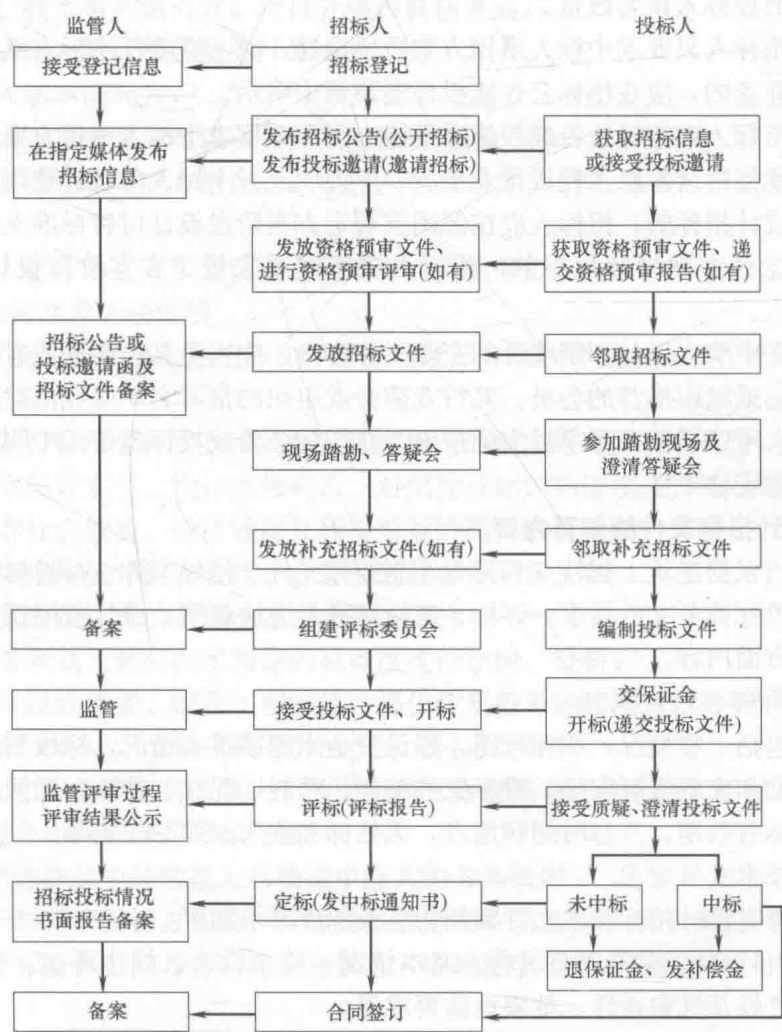 监管人
招标人
投标人
接受登记信息
招标登记
在指定媒体发布
招标信息
发布招标公告(公开招标)
发布投标邀请(邀请招标)
获取招标信息
或接受投标邀请
发放资格预审文件、
进行资格预审评审(如有)
获取资格预审文件、递
交资格预审报告(如有)
招标公告或
投标邀请函及
招标文件备案
发放招标文件
邻取招标文件
现场踏勘、答疑会
参加踏勘现场及
澄清答疑会
发放补充招标文件(如有)
邻取补充招标文件
备案
组建评标委员会
编制投标文件
监管
接受投标文件、开标
交保证金
开标(递交投标文件)
监管评审过程
评审结果公示
评标(评标报告)
接受质疑、澄清投标文件
招标投标情况
书面报告备案
定标(发中标通知书)
未中标
中标
退保证金、发补偿金
备案
合同签订